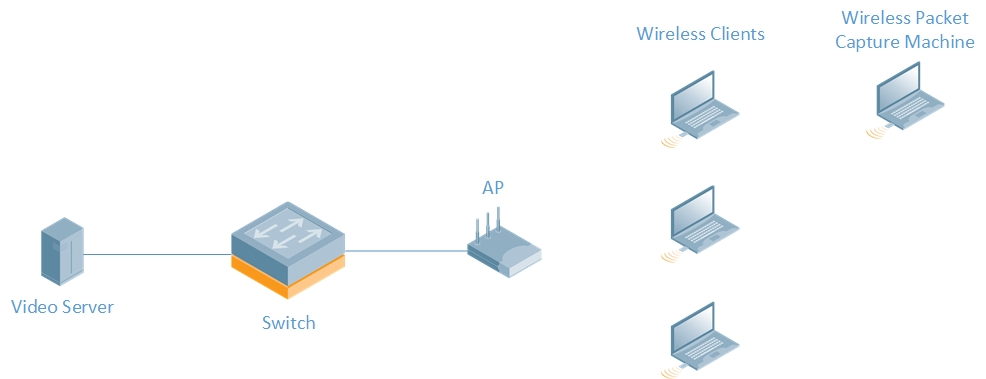 Wireless Clients
Wireless Packet
Capture Machine
AP
Video Server
Switch